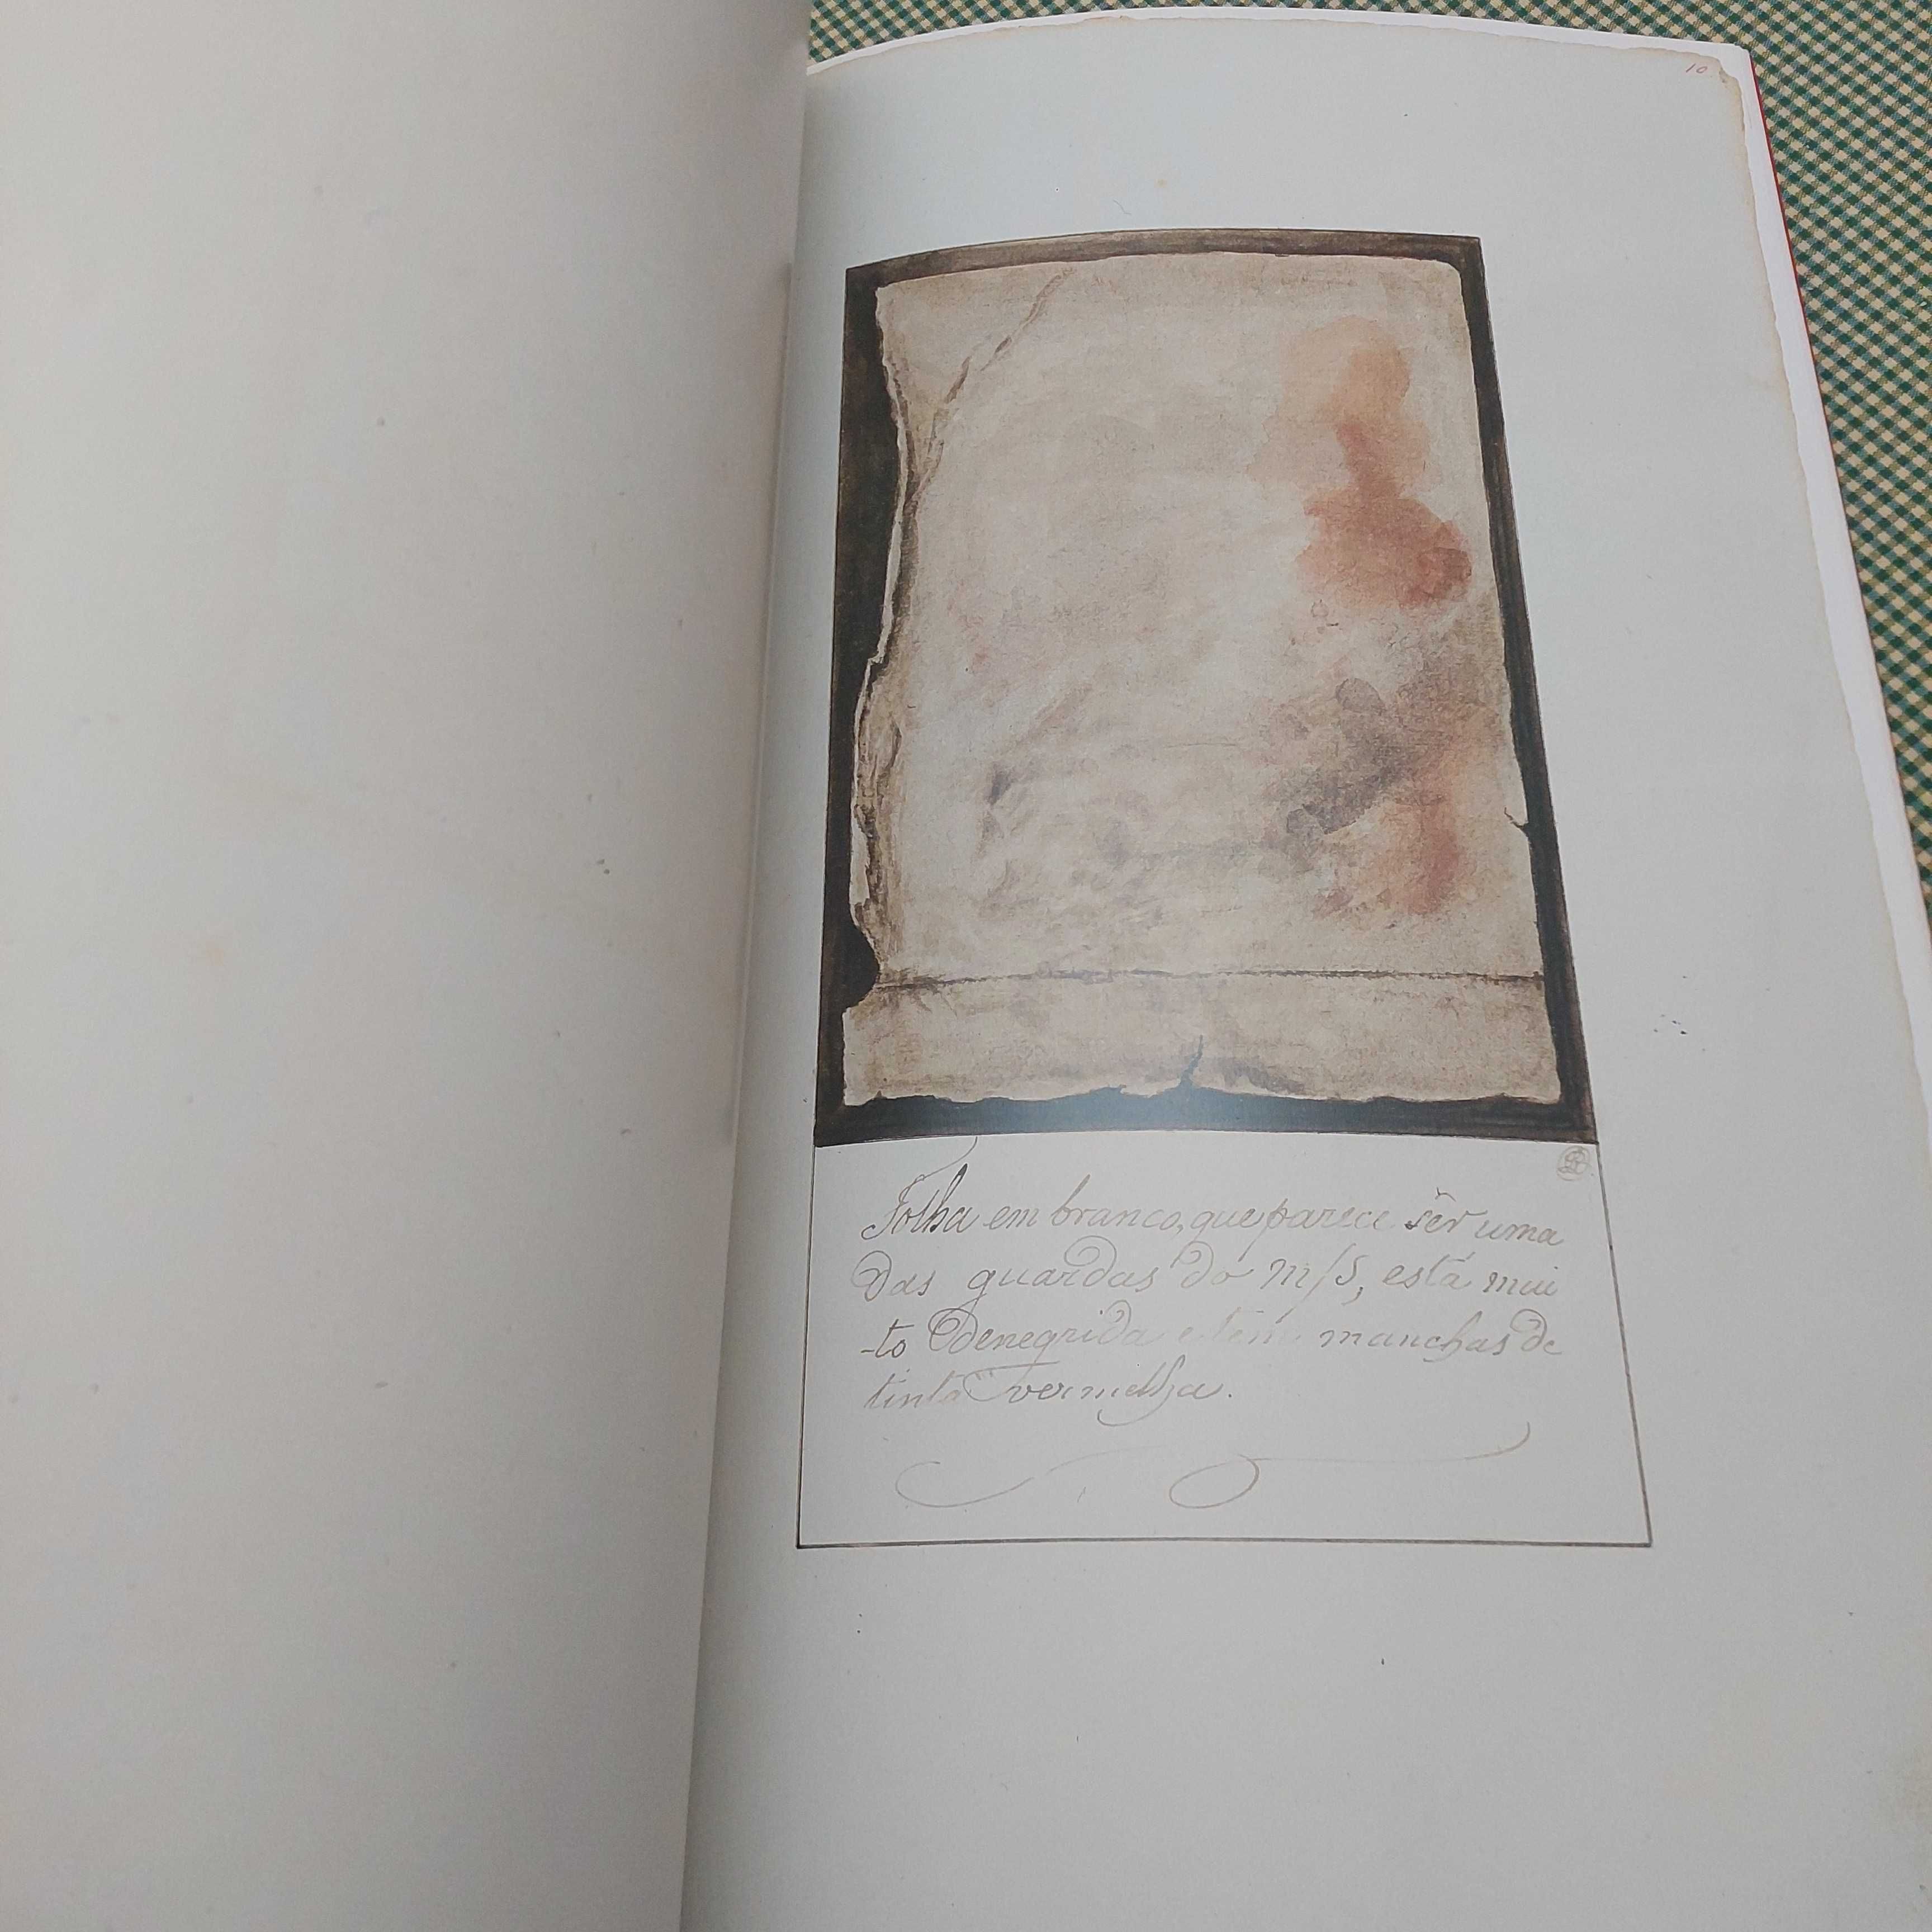 10
Folha em branco, que parece sêr uma
Das guardas do m/S, está mui
-to denegrida e tem manchas de
tinta vermelha.